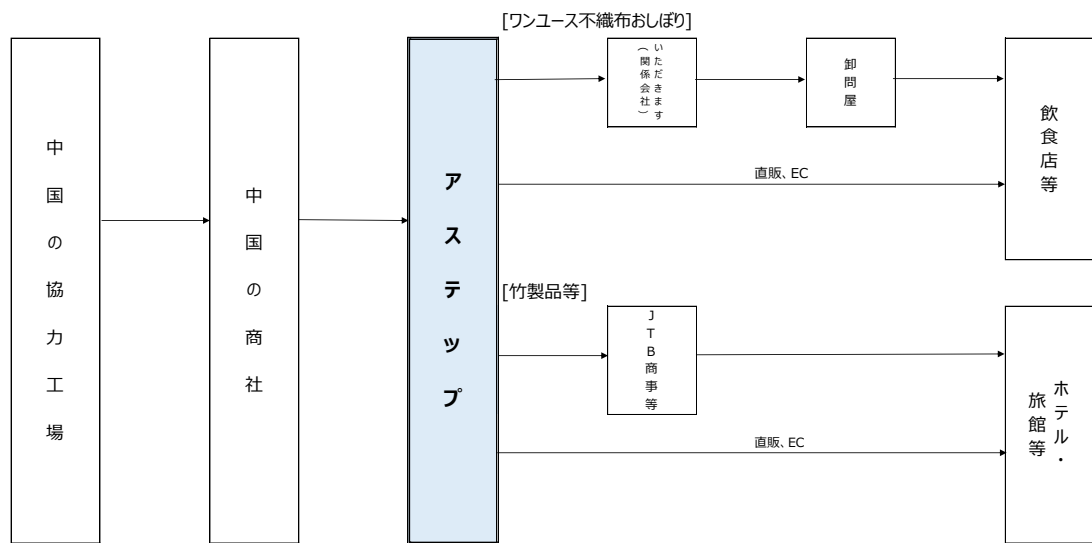 中国の協力工場
中国の商社
アステップ
[ワンユース不織布おしぼり]
いただきます
(関係会社)
卸問屋
飲食店等
直販、EC
[竹製品等]
JTB商事等
ホテル・
旅館等
直販、EC